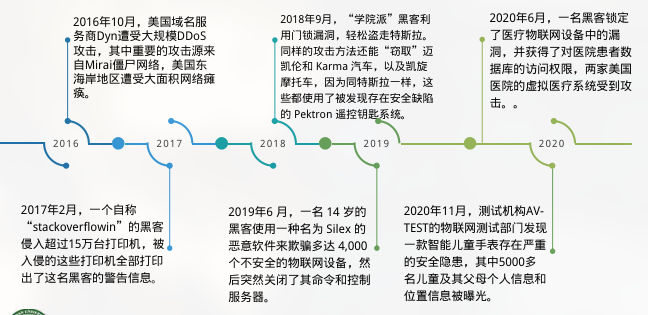 2016年10月，美国域名服
务商Dyn遭受大规模DDoS
攻击，其中重要的攻击源来
自Mirai僵尸网络，美国东
海岸地区遭受大面积网络瘫
痪。
2018年9月，“学院派”黑客利
用门锁漏洞，轻松盗走特斯拉。
同样的攻击方法还能“窃取”迈
凯伦和 Karma 汽车，以及凯旋
摩托车，因为同特斯拉一样，这
些都使用了被发现存在安全缺陷
的 Pektron 遥控钥匙系统。
2020年6月，一名黑客锁定
了医疗物联网设备中的漏
洞，并获得了对医院患者数
据库的访问权限，两家美国
医院的虚拟医疗系统受到攻
击。。
2016
2017
2018
2019
2020
2017年2月，一个自称
“stackoverflowin”的黑客
侵入超过15万台打印机，被
入侵的这些打印机全部打印
出了这名黑客的警告信息。
2019年6 月，一名 14 岁的
黑客使用一种名为 Silex 的
恶意软件来欺骗多达 4,000
个不安全的物联网设备，然
后突然关闭了其命令和控制
服务器。
2020年11月，测试机构AV-
TEST的物联网测试部门发现
一款智能儿童手表存在严重
的安全隐患，其中5000多
名儿童及其父母个人信息和
位置信息被曝光。